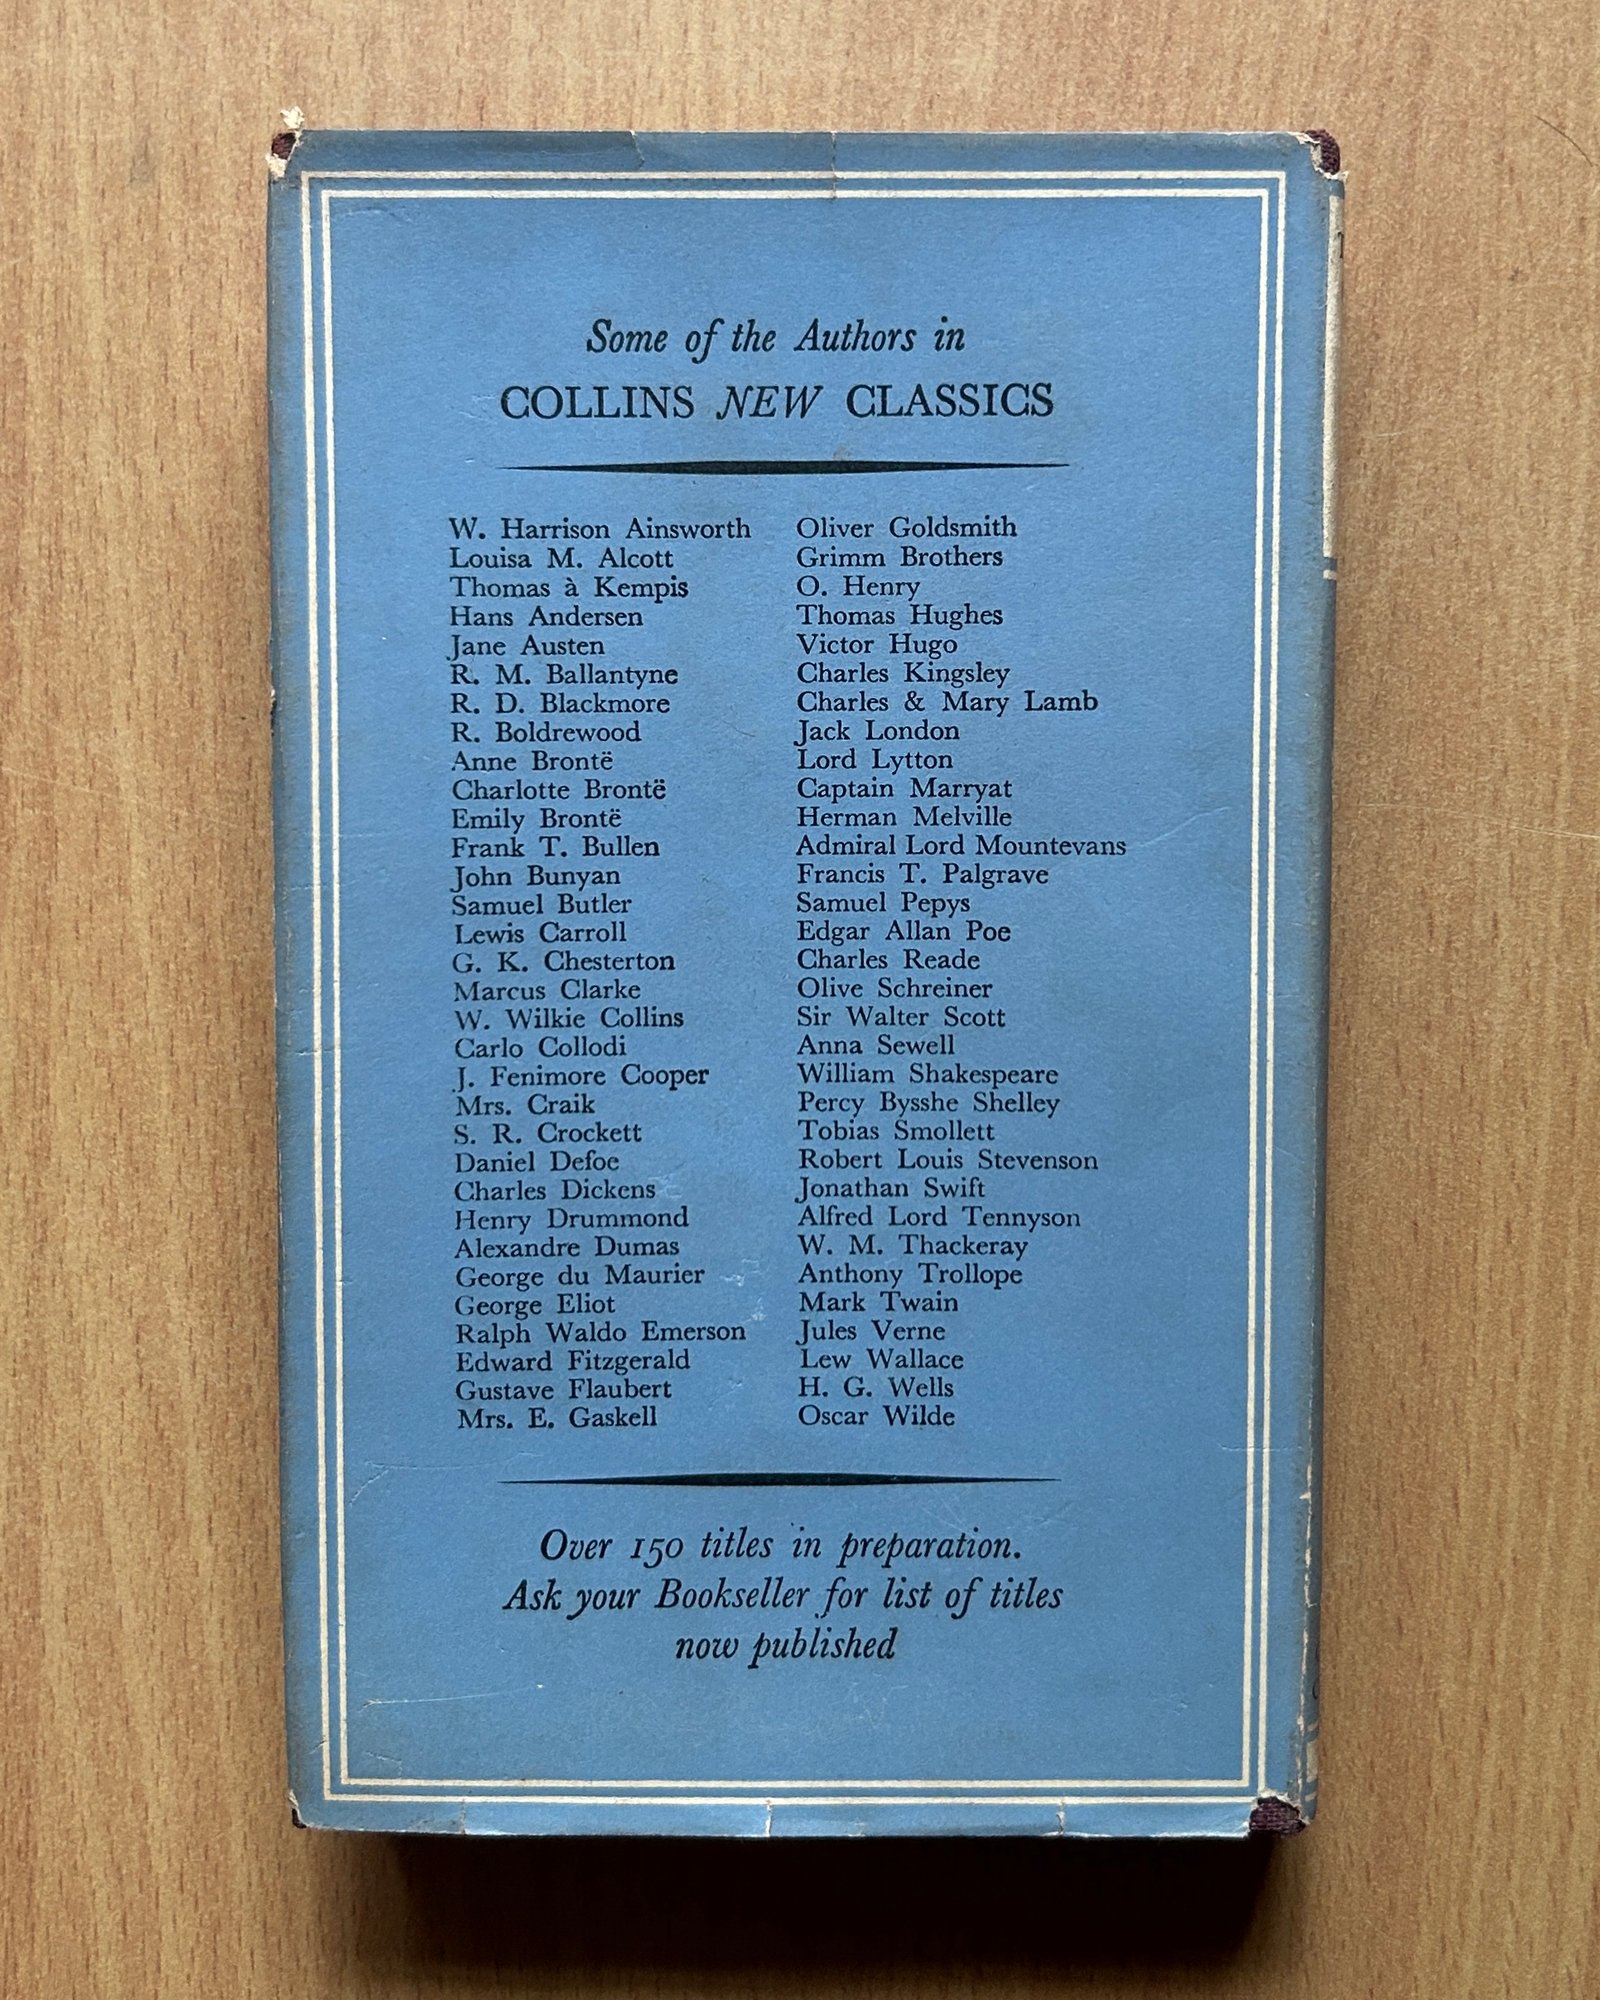 Some of the Authors in
COLLINS NEW CLASSICS
W. Harrison Ainsworth
Louisa M. Alcott
Thomas à Kempis
Hans Andersen
Jane Austen
R. M. Ballantyne
R. D. Blackmore
R. Boldrewood
Anne Brontë
Charlotte Brontë
Emily Brontë
Frank T. Bullen
John Bunyan
Samuel Butler
Lewis Carroll
G. K. Chesterton
Marcus Clarke
W. Wilkie Collins
Carlo Collodi
J. Fenimore Cooper
Mrs. Craik
S. R. Crockett
Daniel Defoe
Charles Dickens
Henry Drummond
Alexandre Dumas
George du Maurier
George Eliot
Ralph Waldo Emerson
Edward Fitzgerald
Gustave Flaubert
Mrs. E. Gaskell
Oliver Goldsmith
Grimm Brothers
O. Henry
Thomas Hughes
Victor Hugo
Charles Kingsley
Charles & Mary Lamb
Jack London
Lord Lytton
Captain Marryat
Herman Melville
Admiral Lord Mountevans
Francis T. Palgrave
Samuel Pepys
Edgar Allan Poe
Charles Reade
Olive Schreiner
Sir Walter Scott
Anna Sewell
William Shakespeare
Percy Bysshe Shelley
Tobias Smollett
Robert Louis Stevenson
Jonathan Swift
Alfred Lord Tennyson
W. M. Thackeray
Anthony Trollope
Mark Twain
Jules Verne
Lew Wallace
H. G. Wells
Oscar Wilde
Over 150 titles in preparation.
Ask your Bookseller for list of titles
now published